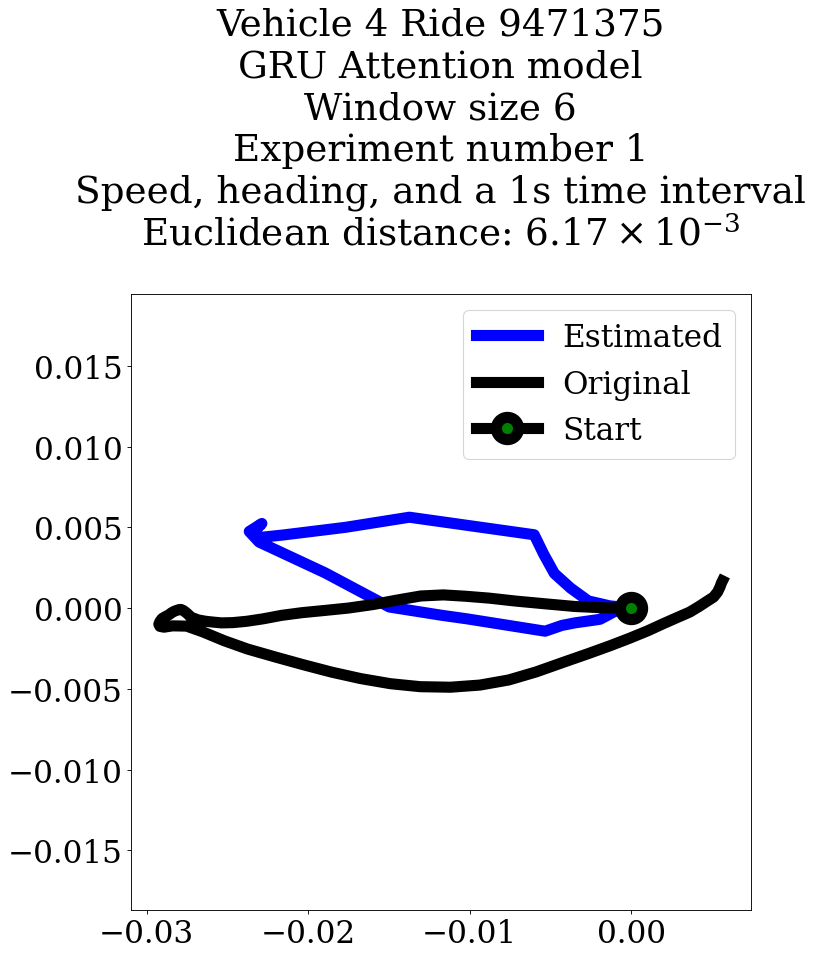 Vehicle 4 Ride 9471375
GRU Attention model
Window size 6
Experiment number 1
Speed, heading, and a 1s time interval
Euclidean distance: 6.17 × 10⁻³
Estimated
Original
Start
0.015
0.010
0.005
0.000
−0.005
−0.010
−0.015
−0.03
−0.02
−0.01
0.00